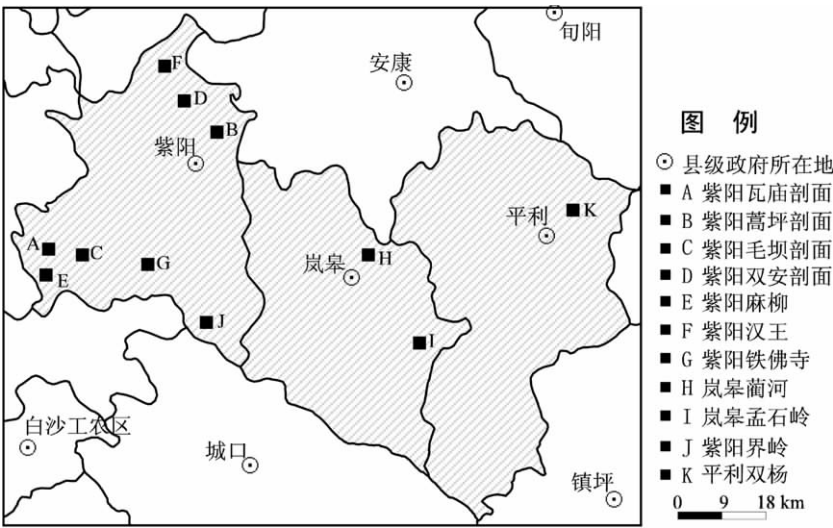 旬阳
安康
F
D
B
紫阳
K
平利
A
C
G
E
H
岚皋
J
I
白沙工农区
城口
镇坪
图 例
县级政府所在地
A 紫阳瓦庙剖面
B 紫阳蒿坪剖面
C 紫阳毛坝剖面
D 紫阳双安剖面
E 紫阳麻柳
F 紫阳汉王
G 紫阳铁佛寺
H 岚皋蔺河
I 岚皋孟石岭
J 紫阳界岭
K 平利双杨
0 9 18 km